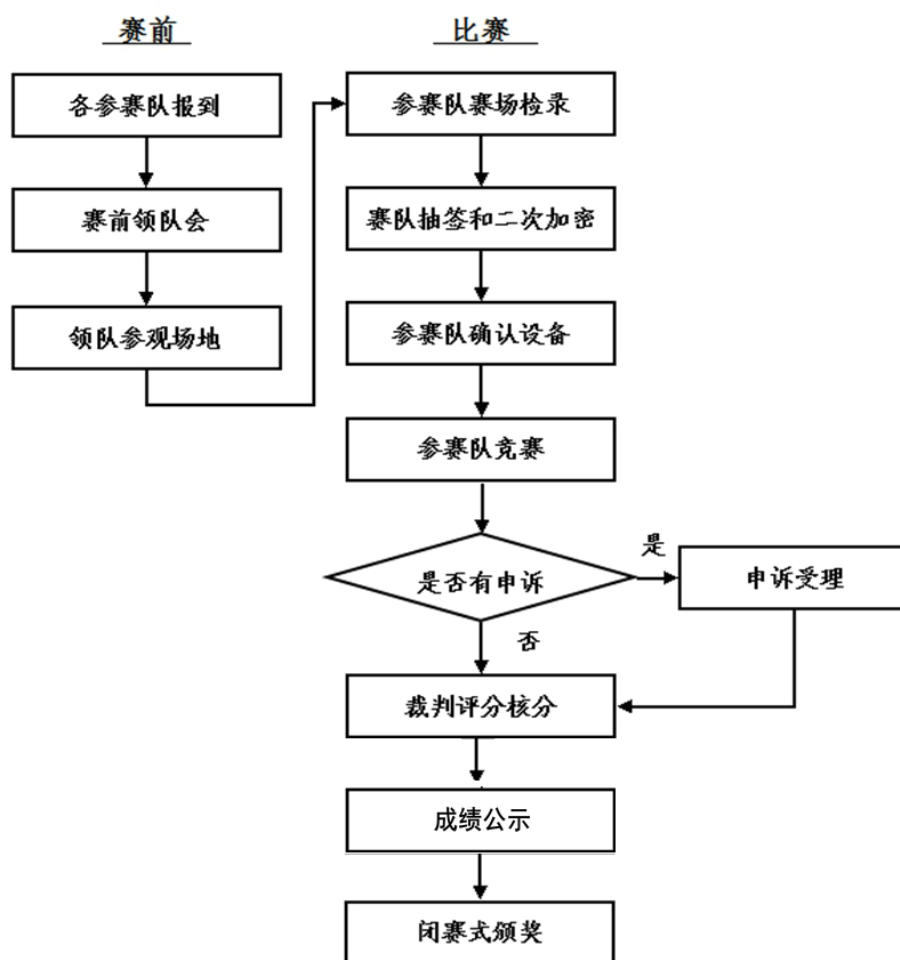 赛前
各参赛队报到
赛前领队会
领队参观场地
比赛
参赛队赛场检录
赛队抽签和二次加密
参赛队确认设备
参赛队竞赛
是否有申诉
是
申诉受理
否
裁判评分核分
成绩公示
闭赛式颁奖